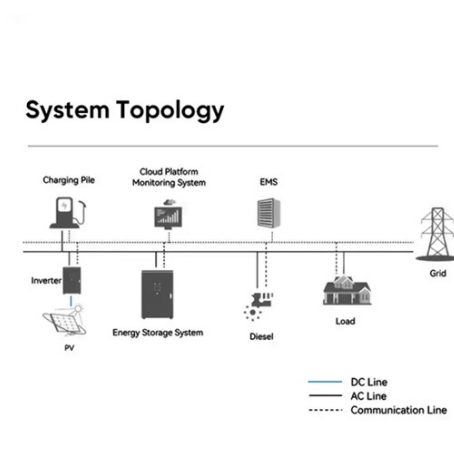 System Topology
Charging Pile
Cloud Platform
Monitoring System
EMS
Grid
Inverter
Energy Storage System
Diesel
Load
PV
DC Line
AC Line
Communication Line